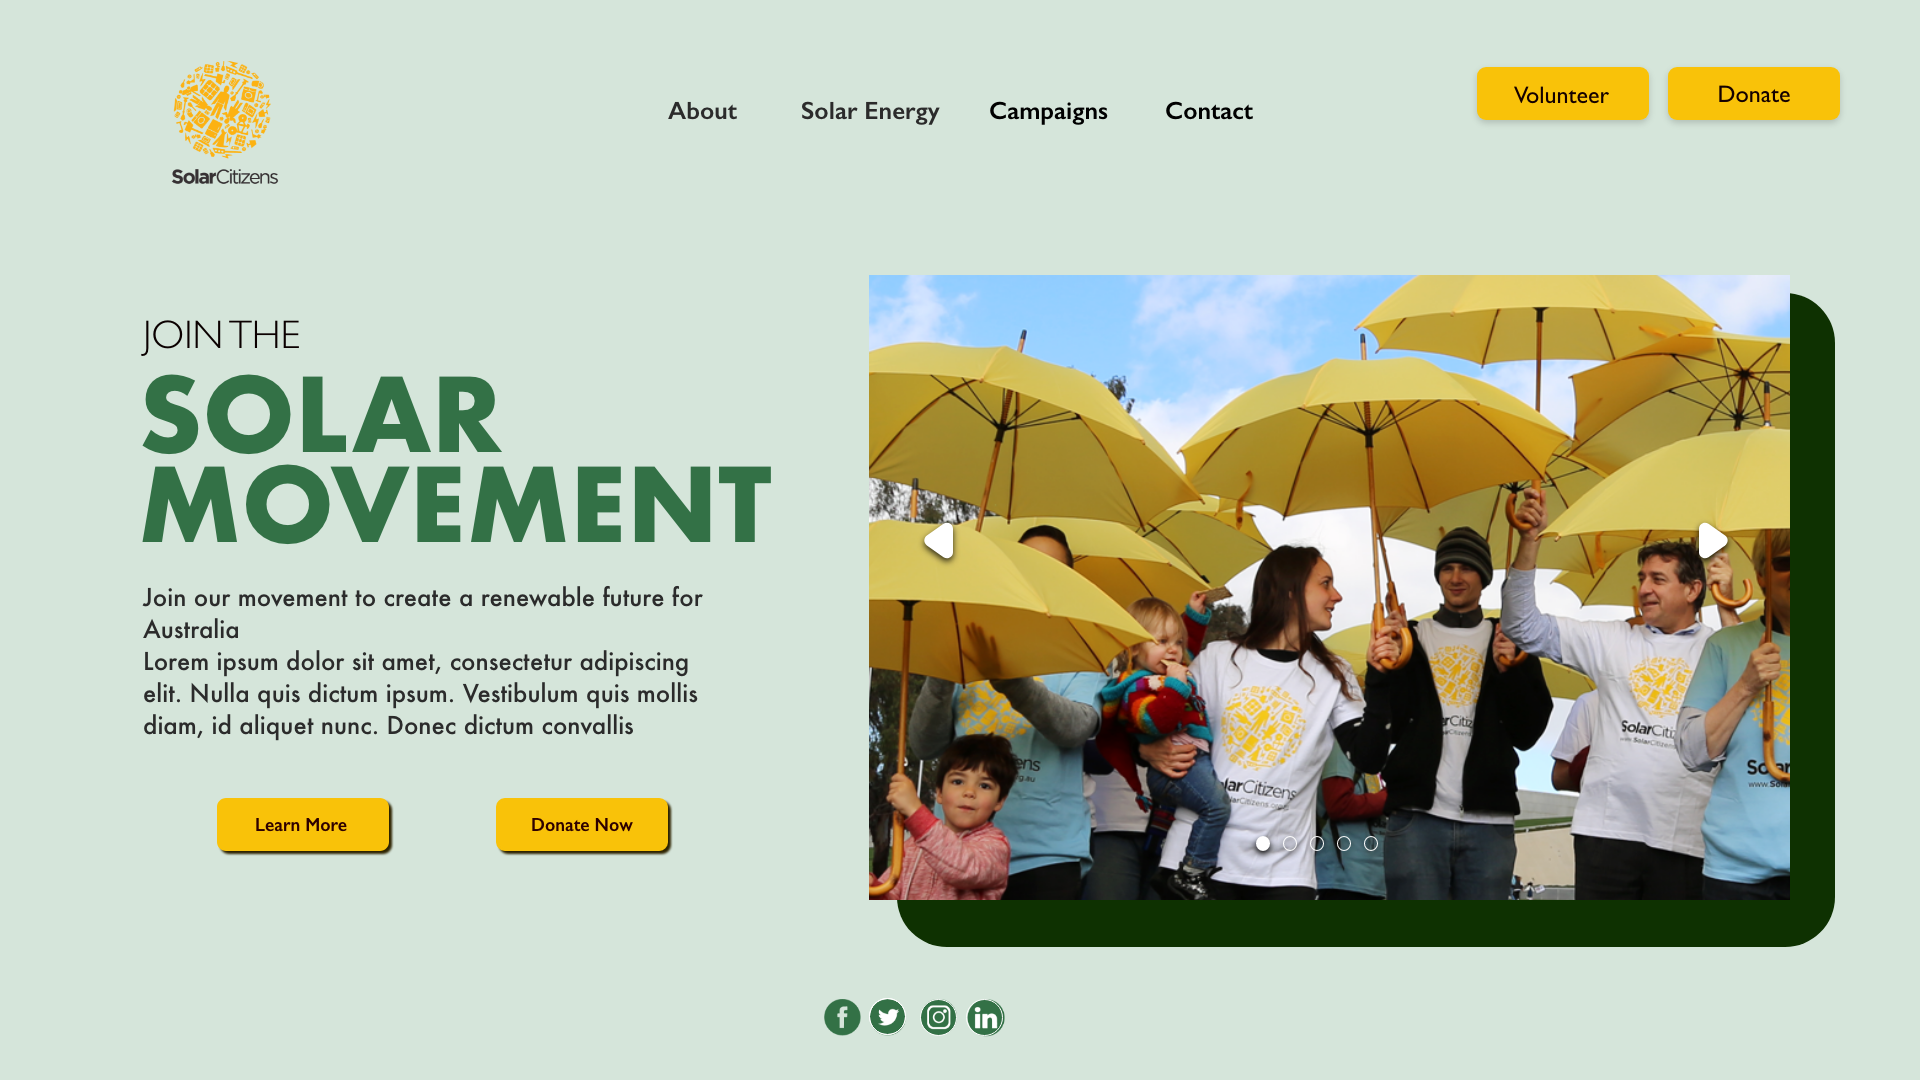 SolarCitizens
About
Solar Energy
Campaigns
Contact
Volunteer
Donate
JOIN THE
SOLAR
MOVEMENT
Join our movement to create a renewable future for
Australia
Lorem ipsum dolor sit amet, consectetur adipiscing
elit. Nulla quis dictum ipsum. Vestibulum quis mollis
diam, id aliquet nunc. Donec dictum convallis
Learn More
Donate Now